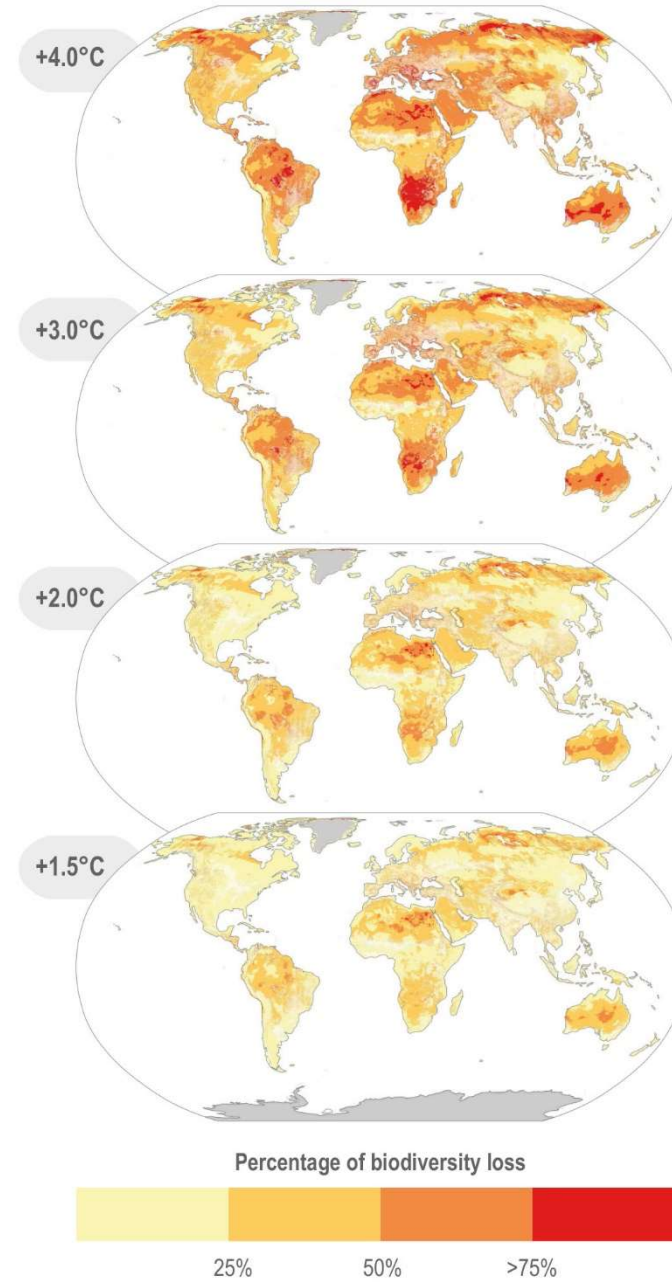 +4.0°C
+3.0°C
+2.0°C
+1.5°C
Percentage of biodiversity loss
25% 50% >75%